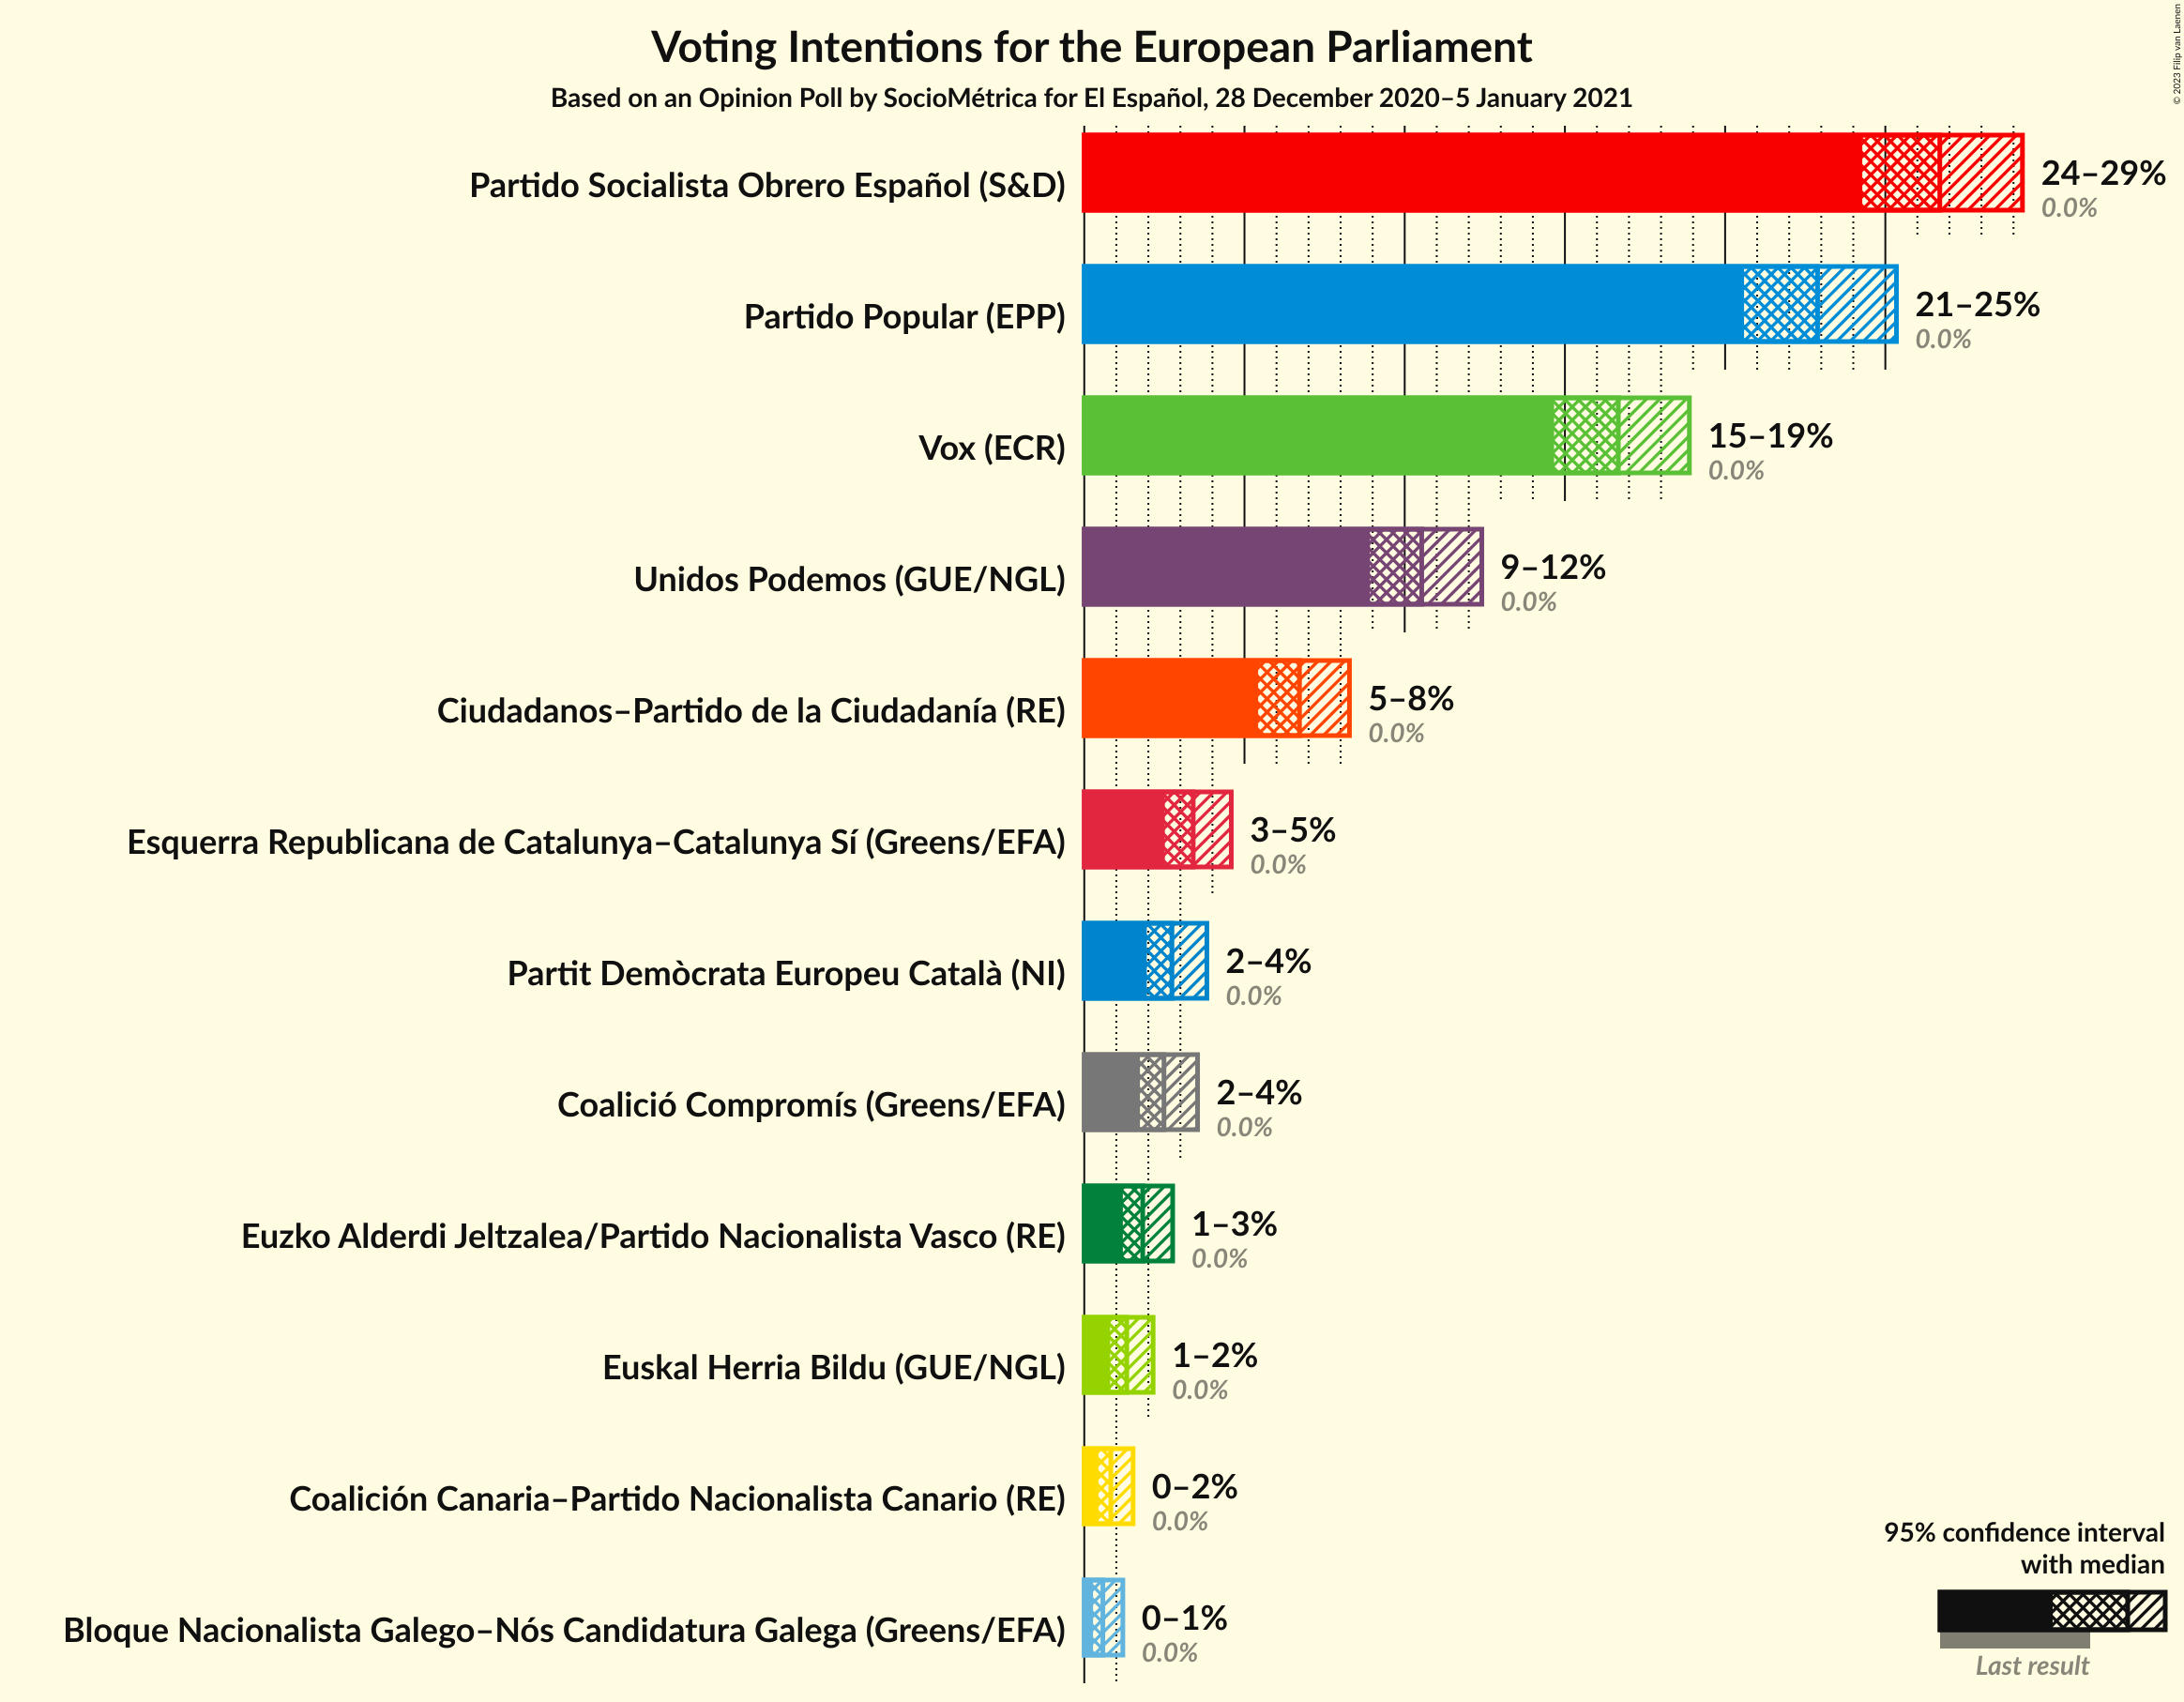 Voting Intentions for the European Parliament
Based on an Opinion Poll by SocioMétrica for El Español, 28 December 2020–5 January 2021
© 2023 Filip van Laenen
Partido Socialista Obrero Español (S&D)
24–29%
0.0%
Partido Popular (EPP)
21–25%
0.0%
Vox (ECR)
15–19%
0.0%
Unidos Podemos (GUE/NGL)
9–12%
0.0%
Ciudadanos–Partido de la Ciudadanía (RE)
5–8%
0.0%
Esquerra Republicana de Catalunya–Catalunya Sí (Greens/EFA)
3–5%
0.0%
Partit Demòcrata Europeu Català (NI)
2–4%
0.0%
Coalició Compromís (Greens/EFA)
2–4%
0.0%
Euzko Alderdi Jeltzalea/Partido Nacionalista Vasco (RE)
1–3%
0.0%
Euskal Herria Bildu (GUE/NGL)
1–2%
0.0%
Coalición Canaria–Partido Nacionalista Canario (RE)
0–2%
0.0%
Bloque Nacionalista Galego–Nós Candidatura Galega (Greens/EFA)
0–1%
0.0%
95% confidence interval
with median
Last result